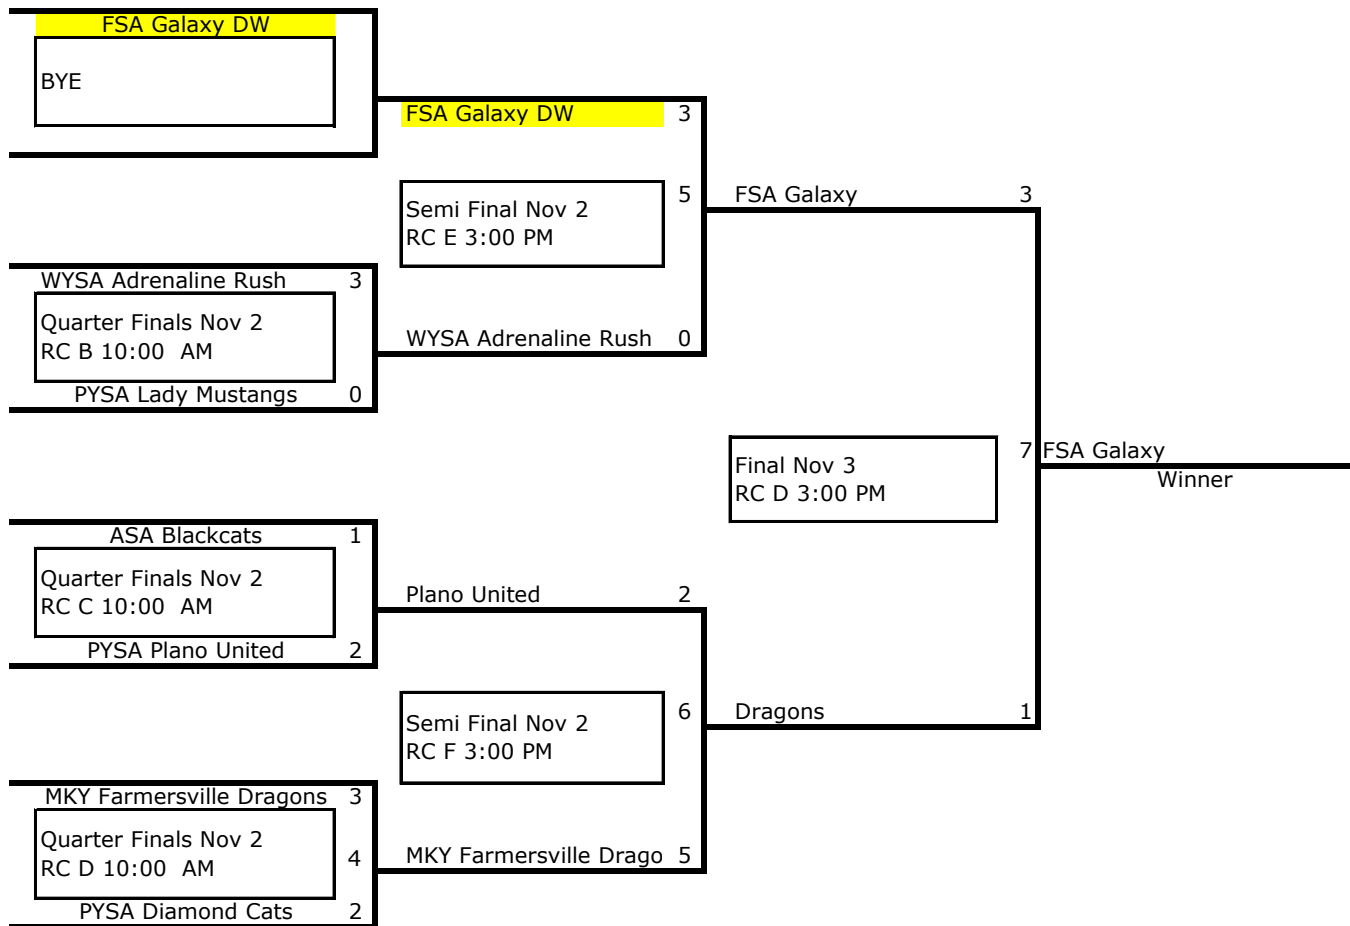 FSA Galaxy DW
BYE
FSA Galaxy DW 3
5 FSA Galaxy 3
Semi Final Nov 2
RC E 3:00 PM
WYSA Adrenaline Rush 3
Quarter Finals Nov 2
RC B 10:00 AM
WYSA Adrenaline Rush 0
PYSA Lady Mustangs 0
7 FSA Galaxy
Final Nov 3
RC D 3:00 PM
Winner
ASA Blackcats 1
Quarter Finals Nov 2
RC C 10:00 AM
Plano United 2
PYSA Plano United 2
6 Dragons 1
Semi Final Nov 2
RC F 3:00 PM
MKY Farmersville Dragons 3
Quarter Finals Nov 2
RC D 10:00 AM
4 MKY Farmersville Drago 5
PYSA Diamond Cats 2